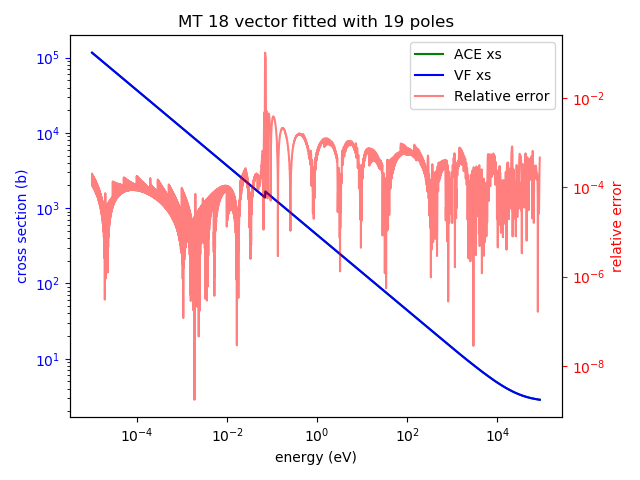 MT 18 vector fitted with 19 poles
ACE xs
VF xs
Relative error
cross section (b)
10^5
10^4
10^3
10^2
10^1
10^-2
10^-4
10^-6
10^-8
relative error
10^-4
10^-2
10^0
10^2
10^4
energy (eV)